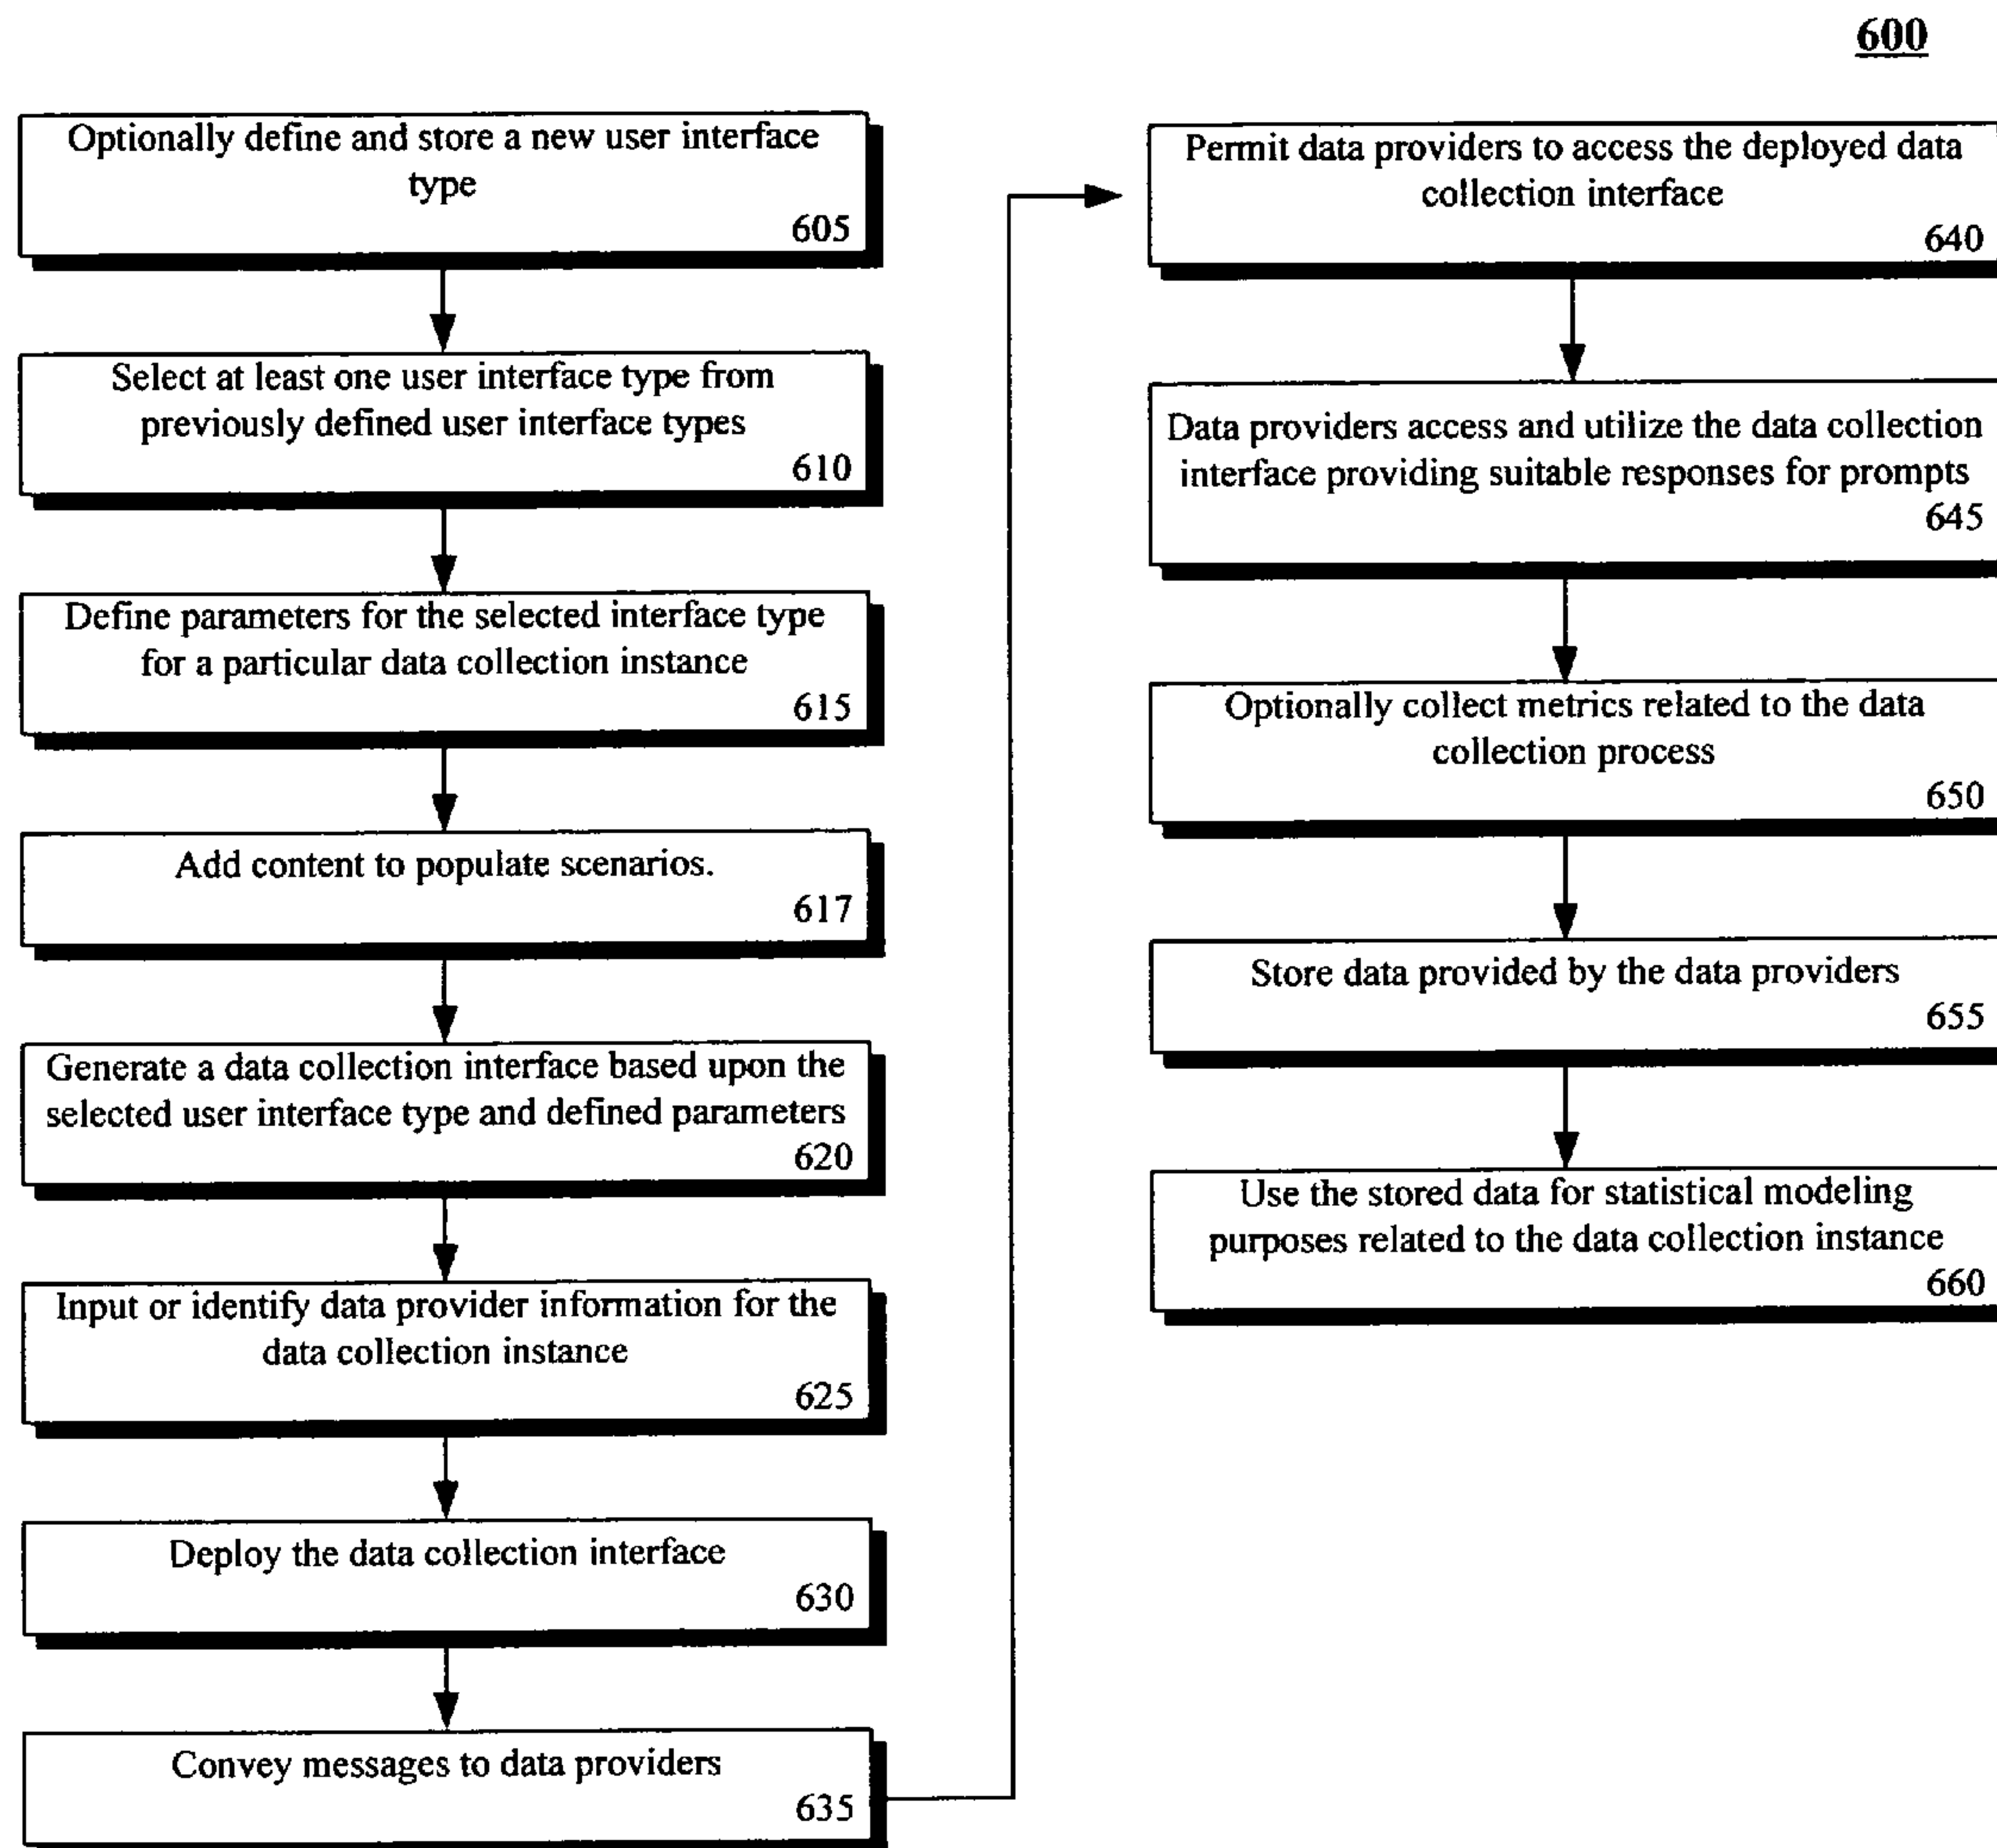 600
Optionally define and store a new user interface
type
605
Select at least one user interface type from
previously defined user interface types
610
Define parameters for the selected interface type
for a particular data collection instance
615
Add content to populate scenarios.
617
Generate a data collection interface based upon the
selected user interface type and defined parameters
620
Input or identify data provider information for the
data collection instance
625
Deploy the data collection interface
630
Convey messages to data providers
635
Permit data providers to access the deployed data
collection interface
640
Data providers access and utilize the data collection
interface providing suitable responses for prompts
645
Optionally collect metrics related to the data
collection process
650
Store data provided by the data providers
655
Use the stored data for statistical modeling
purposes related to the data collection instance
660